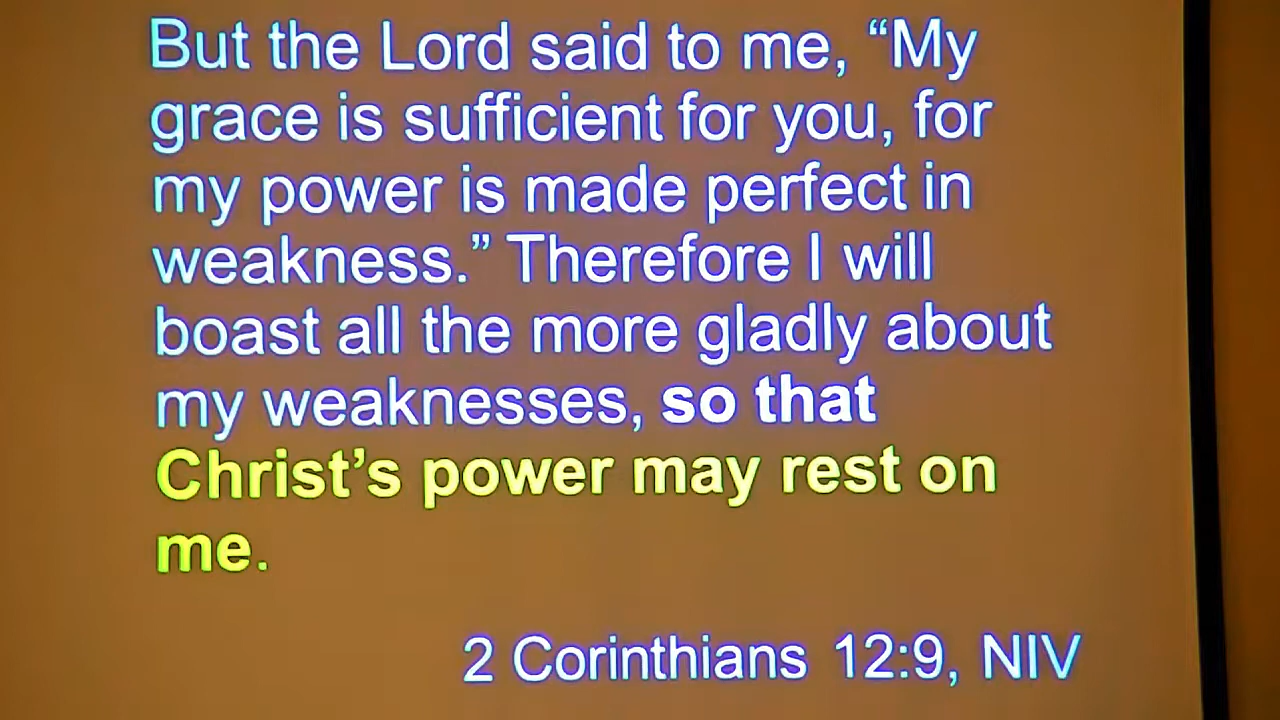 But the Lord said to me, “My
grace is sufficient for you, for
my power is made perfect in
weakness.” Therefore I will
boast all the more gladly about
my weaknesses, so that
Christ’s power may rest on
me.
2 Corinthians 12:9, NIV